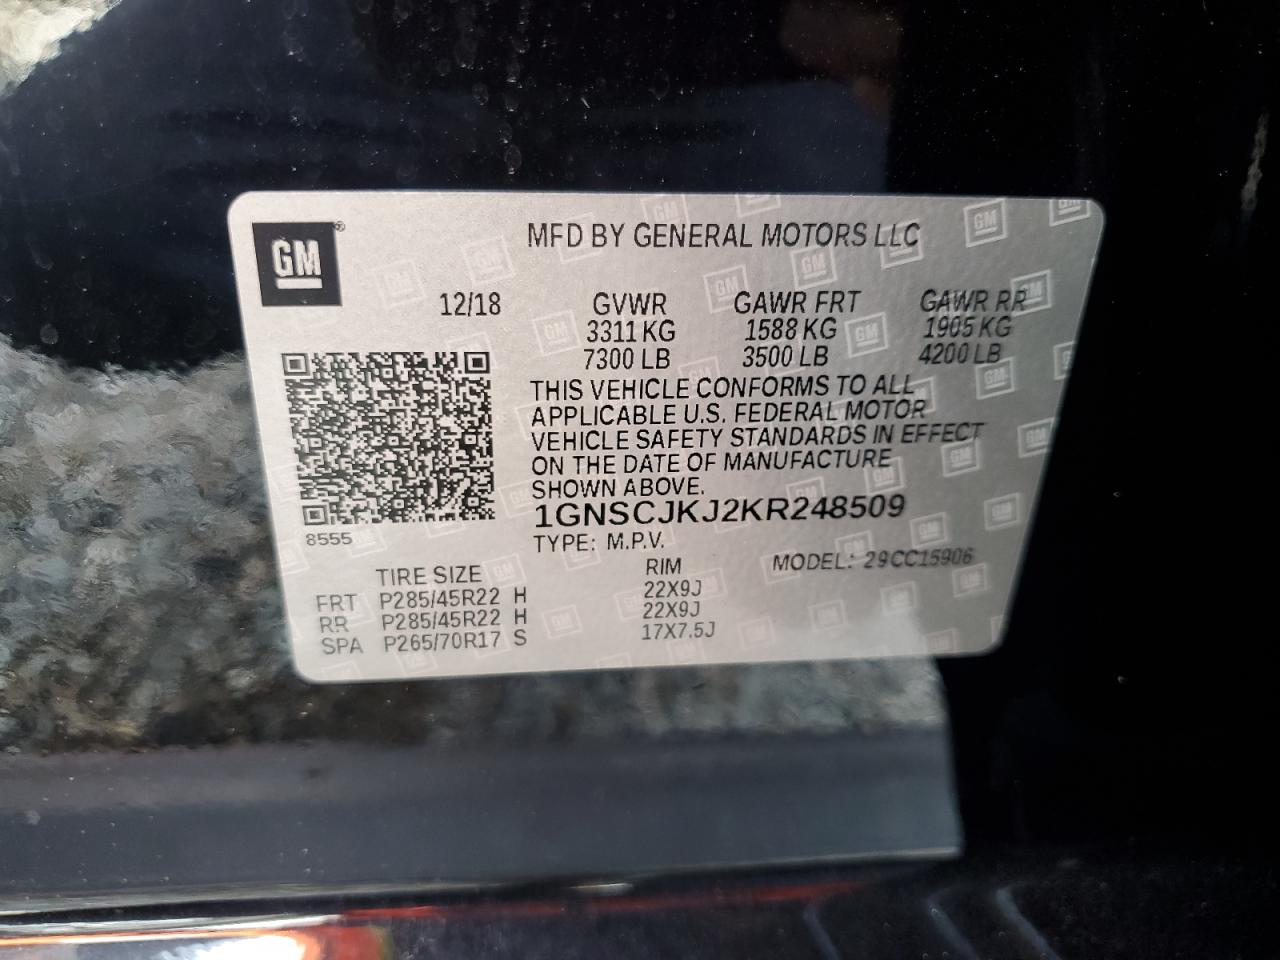 GM®
MFD BY GENERAL MOTORS LLC
12/18 GVWR GAWR FRT GAWR RR
3311 KG 1588 KG 1905 KG
7300 LB 3500 LB 4200 LB
THIS VEHICLE CONFORMS TO ALL
APPLICABLE U.S. FEDERAL MOTOR
VEHICLE SAFETY STANDARDS IN EFFECT
ON THE DATE OF MANUFACTURE
SHOWN ABOVE.
1GNSCJKJ2KR248509
8555
TYPE: M.P.V. MODEL: 29CC15906
TIRE SIZE RIM
FRT P285/45R22 H 22X9J
RR P285/45R22 H 22X9J
SPA P265/70R17 S 17X7.5J